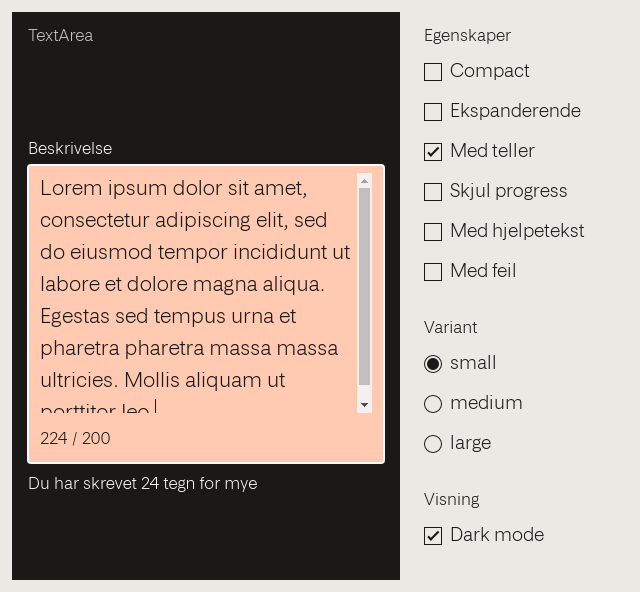 TextArea
Beskrivelse
Lorem ipsum dolor sit amet,
consectetur adipiscing elit, sed
do eiusmod tempor incididunt ut
labore et dolore magna aliqua.
Egestas sed tempus urna et
pharetra pharetra massa massa
ultricies. Mollis aliquam ut
porttitor leo
224 / 200
Du har skrevet 24 tegn for mye
Egenskaper
Compact
Ekspanderende
Med teller
Skjul progress
Med hjelpetekst
Med feil
Variant
small
medium
large
Visning
Dark mode